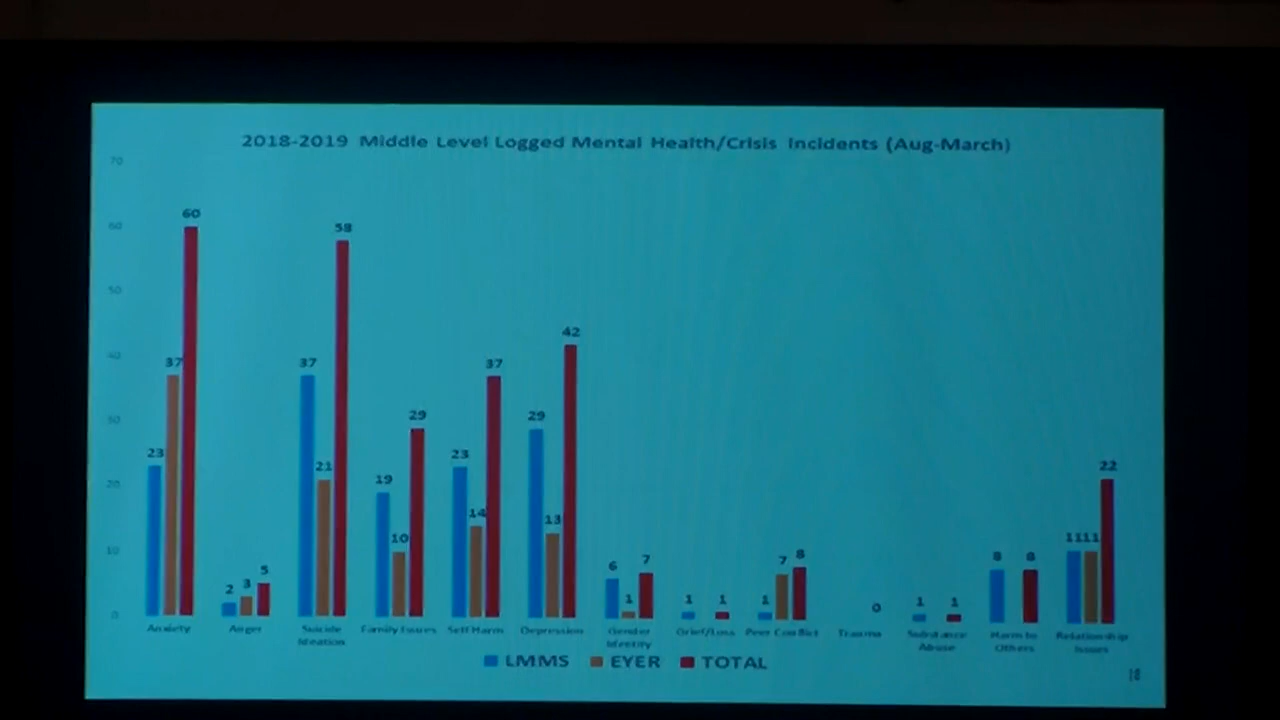 2018-2019 Middle Level Logged Mental Health/Crisis Incidents (Aug-March)
70
60
50
40
30
20
10
0
23 37 60
2 3 5
37 21 58
19 10 29
23 14 37
29 13 42
6 1 7
1 1
1 7 8
0
1 1
8 8
11 11 22
Anxiety
Anger
Suicide
Ideation
Family Issues
Self Harm
Depression
Gender
Identity
Grief/Loss
Peer Conflict
Trauma
Substance
Abuse
Harm to
Others
Relationship
Issues
LMMS EYER TOTAL
18